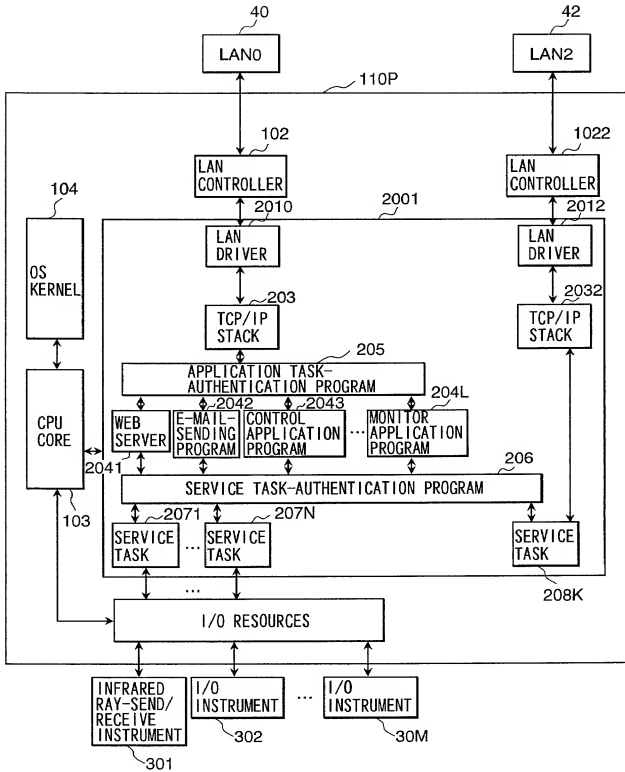 40
42
LAN0
LAN2
110P
102
1022
LAN
CONTROLLER
LAN
CONTROLLER
104
2010
2001
2012
OS
KERNEL
LAN
DRIVER
LAN
DRIVER
203
2032
TCP/IP
STACK
TCP/IP
STACK
205
APPLICATION TASK-
AUTHENTICATION PROGRAM
2042
2043
204L
CPU
CORE
WEB
SERVER
E-MAIL-
SENDING
PROGRAM
CONTROL
APPLICATION
PROGRAM
...
MONITOR
APPLICATION
PROGRAM
2041
206
SERVICE TASK-AUTHENTICATION PROGRAM
103
2071
207N
SERVICE
TASK
...
SERVICE
TASK
SERVICE
TASK
208K
...
I/O RESOURCES
INFRARED
RAY-SEND/
RECEIVE
INSTRUMENT
I/O
INSTRUMENT
...
I/O
INSTRUMENT
301
302
30M